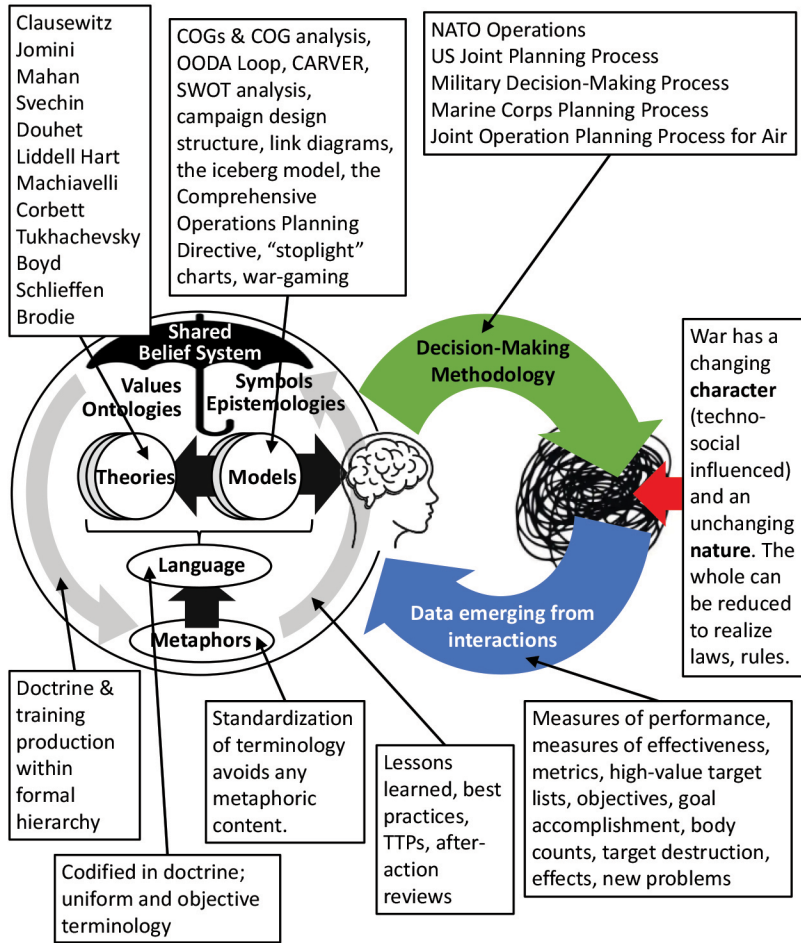 Clausewitz
Jomini
Mahan
Svechin
Douhet
Liddell Hart
Machiavelli
Corbett
Tukhachevsky
Boyd
Schlieffen
Brodie
COGs & COG analysis,
OODA Loop, CARVER,
SWOT analysis,
campaign design
structure, link diagrams,
the iceberg model, the
Comprehensive
Operations Planning
Directive, “stoplight”
charts, war-gaming
NATO Operations
US Joint Planning Process
Military Decision-Making Process
Marine Corps Planning Process
Joint Operation Planning Process for Air
Shared
Belief System
Values
Ontologies
Symbols
Epistemologies
Theories
Models
Language
Metaphors
Decision-Making
Methodology
Data emerging from
interactions
War has a
changing
character
(techno-
social
influenced)
and an
unchanging
nature. The
whole can
be reduced
to realize
laws, rules.
Doctrine &
training
production
within
formal
hierarchy
Codified in doctrine;
uniform and objective
terminology
Standardization
of terminology
avoids any
metaphoric
content.
Lessons
learned, best
practices,
TTPs, after-
action
reviews
Measures of performance,
measures of effectiveness,
metrics, high-value target
lists, objectives, goal
accomplishment, body
counts, target destruction,
effects, new problems